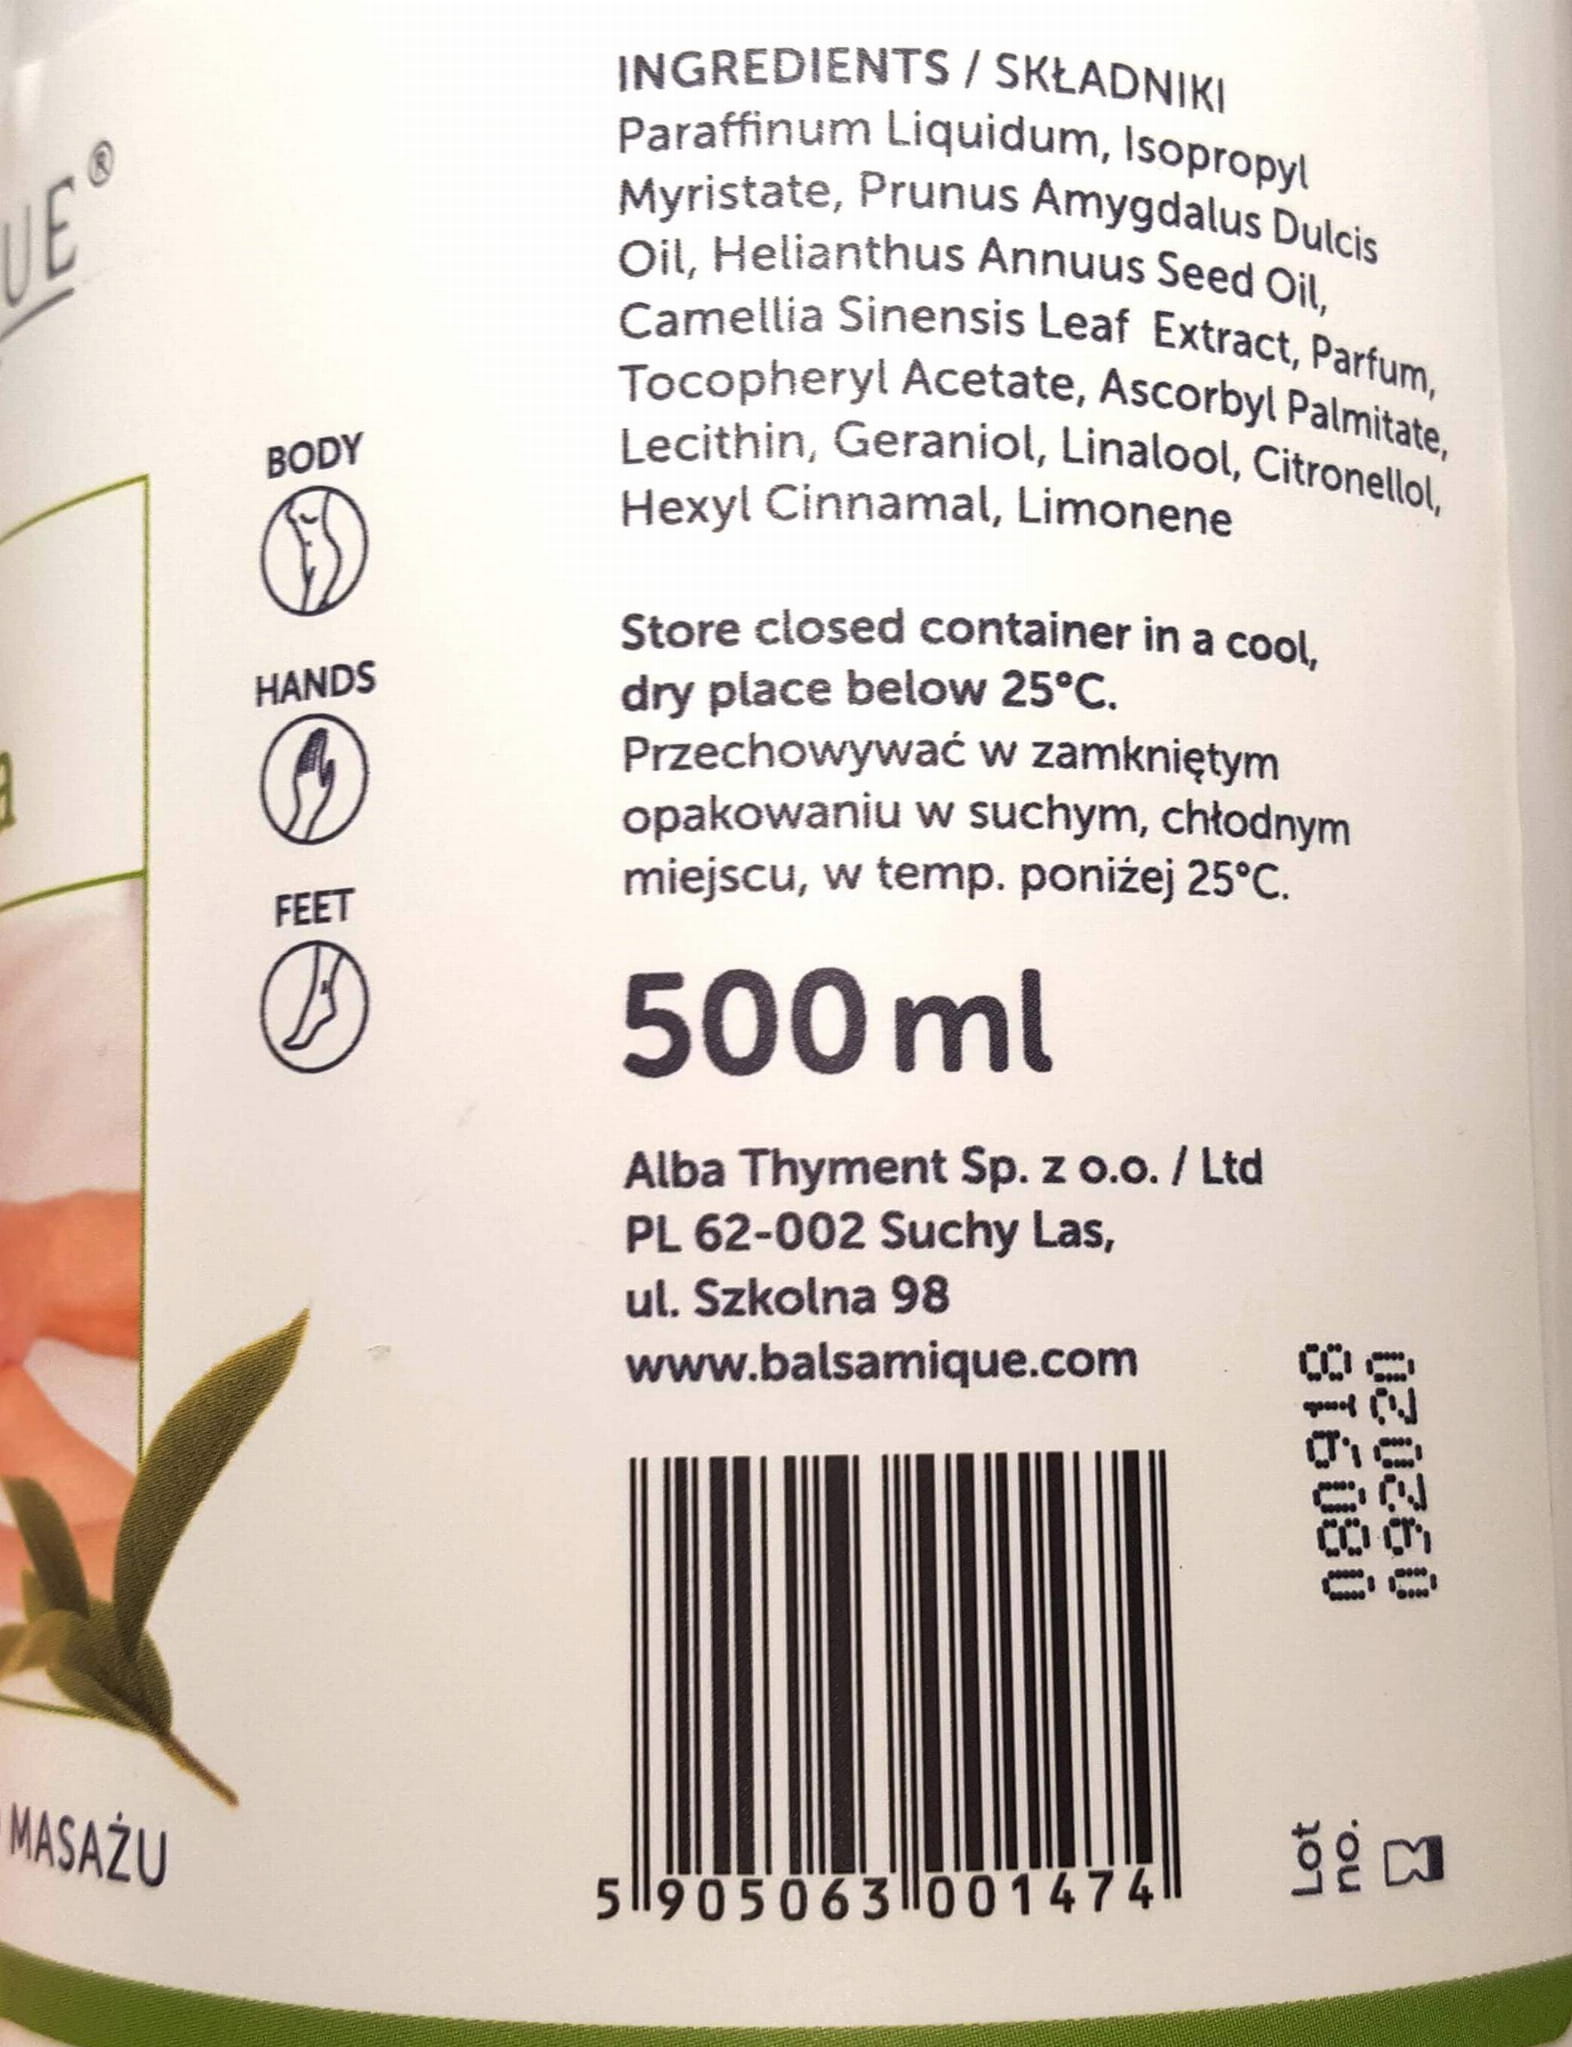 UE®
a
MASAŻU
BODY
HANDS
FEET
INGREDIENTS / SKŁADNIKI
Paraffinum Liquidum, Isopropyl
Myristate, Prunus Amygdalus Dulcis
Oil, Helianthus Annuus Seed Oil,
Camellia Sinensis Leaf Extract, Parfum,
Tocopheryl Acetate, Ascorbyl Palmitate,
Lecithin, Geraniol, Linalool, Citronellol,
Hexyl Cinnamal, Limonene
Store closed container in a cool,
dry place below 25°C.
Przechowywać w zamkniętym
opakowaniu w suchym, chłodnym
miejscu, w temp. poniżej 25°C.
500 ml
Alba Thyment Sp. z o.o. / Ltd
PL 62-002 Suchy Las,
ul. Szkolna 98
www.balsamique.com
5 905063 001474
Lot
no.
080918
092020